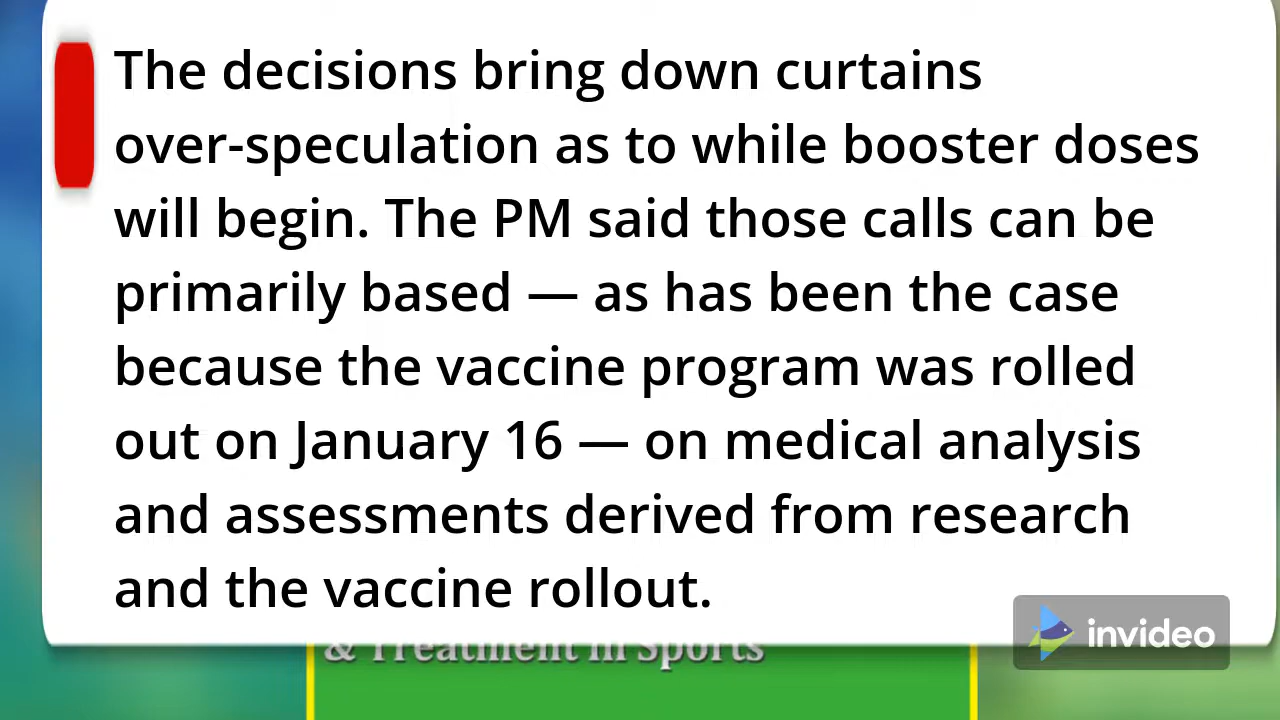 The decisions bring down curtains
over-speculation as to while booster doses
will begin. The PM said those calls can be
primarily based — as has been the case
because the vaccine program was rolled
out on January 16 — on medical analysis
and assessments derived from research
and the vaccine rollout.
& Treatment in Sports
invideo